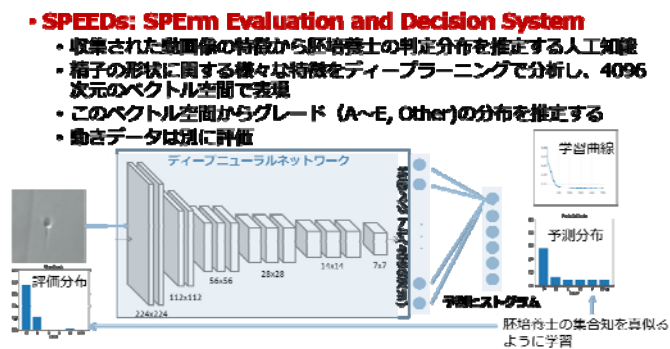 • SPEEDs: SPErm Evaluation and Decision System
• 収集された動画像の特徴から胚培養士の判定分布を推定する人工知能
• 精子の形状に関する様々な特徴をディープラーニングで分析し、4096
次元のベクトル空間で表現
• このベクトル空間からグレード（A～E, Other)の分布を推定する
• 動きデータは別に評価
ディープニューラルネットワーク
学習曲線
予測分布
評価分布
224x224
112x112
56x56
28x28
14x14
7x7
予測ヒストグラム
胚培養士の集合知を真似る
ように学習